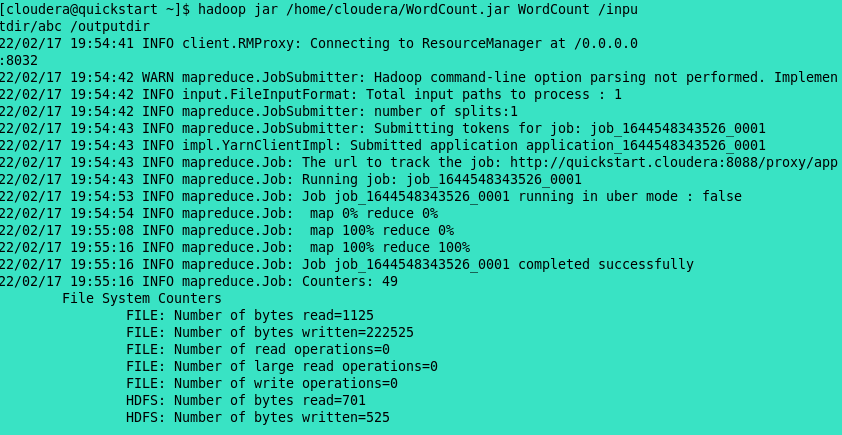 [cloudera@quickstart ~]$ hadoop jar /home/cloudera/WordCount.jar WordCount /inpu
tdir/abc /outputdir
22/02/17 19:54:41 INFO client.RMProxy: Connecting to ResourceManager at /0.0.0.0
:8032
22/02/17 19:54:42 WARN mapreduce.JobSubmitter: Hadoop command-line option parsing not performed. Implemen
22/02/17 19:54:42 INFO input.FileInputFormat: Total input paths to process : 1
22/02/17 19:54:42 INFO mapreduce.JobSubmitter: number of splits:1
22/02/17 19:54:43 INFO mapreduce.JobSubmitter: Submitting tokens for job: job_1644548343526_0001
22/02/17 19:54:43 INFO impl.YarnClientImpl: Submitted application application_1644548343526_0001
22/02/17 19:54:43 INFO mapreduce.Job: The url to track the job: http://quickstart.cloudera:8088/proxy/app
22/02/17 19:54:43 INFO mapreduce.Job: Running job: job_1644548343526_0001
22/02/17 19:54:53 INFO mapreduce.Job: Job job_1644548343526_0001 running in uber mode : false
22/02/17 19:54:54 INFO mapreduce.Job:  map 0% reduce 0%
22/02/17 19:55:08 INFO mapreduce.Job:  map 100% reduce 0%
22/02/17 19:55:16 INFO mapreduce.Job:  map 100% reduce 100%
22/02/17 19:55:16 INFO mapreduce.Job: Job job_1644548343526_0001 completed successfully
22/02/17 19:55:16 INFO mapreduce.Job: Counters: 49
        File System Counters
                FILE: Number of bytes read=1125
                FILE: Number of bytes written=222525
                FILE: Number of read operations=0
                FILE: Number of large read operations=0
                FILE: Number of write operations=0
                HDFS: Number of bytes read=701
                HDFS: Number of bytes written=525